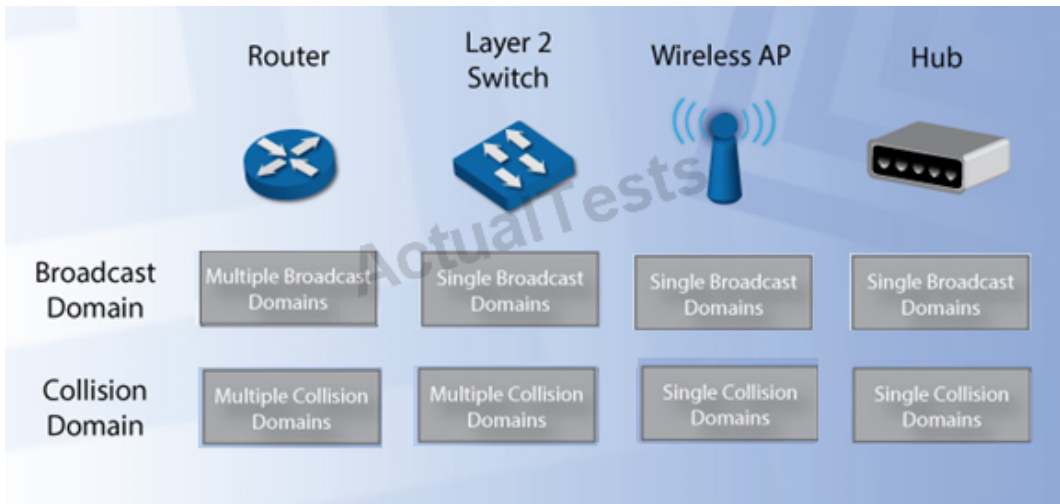 Router
Layer 2
Switch
Wireless AP
Hub
ActualTests
Broadcast
Domain
Multiple Broadcast
Domains
Single Broadcast
Domains
Single Broadcast
Domains
Single Broadcast
Domains
Collision
Domain
Multiple Collision
Domains
Multiple Collision
Domains
Single Collision
Domains
Single Collision
Domains